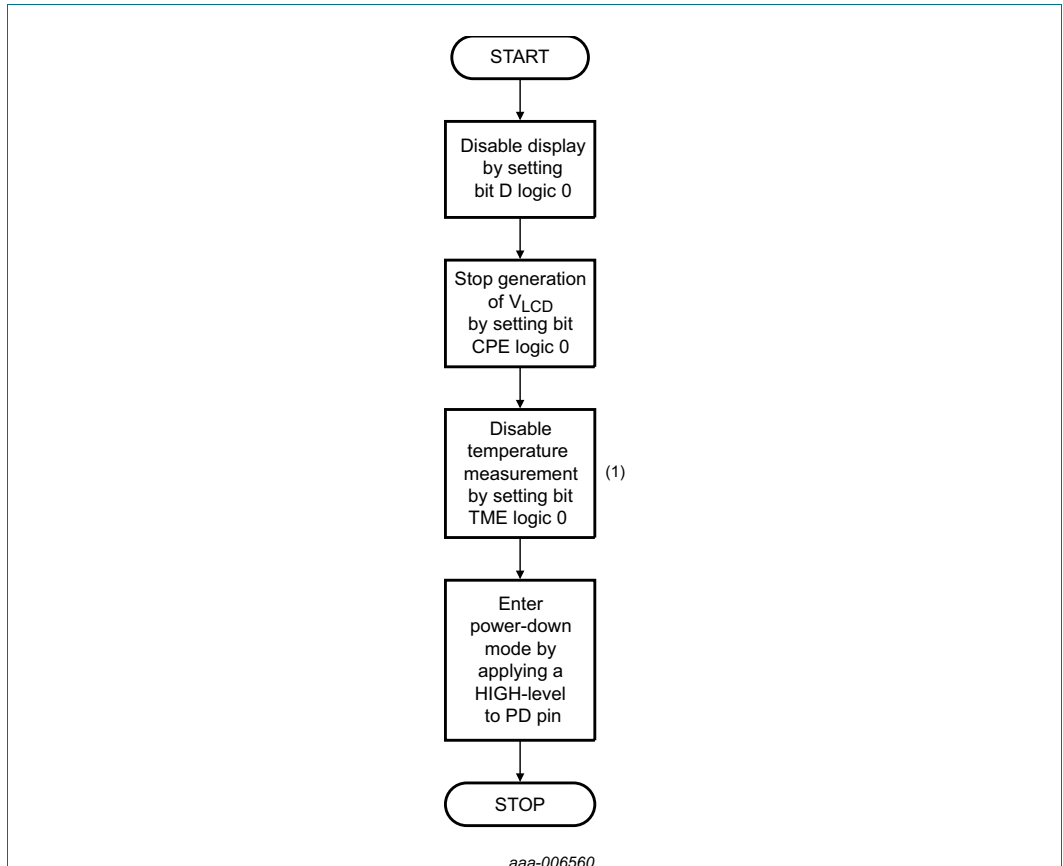 START
Disable display
by setting
bit D logic 0
Stop generation
of VLCD
by setting bit
CPE logic 0
Disable
temperature
measurement
by setting bit
TME logic 0
(1)
Enter
power-down
mode by
applying a
HIGH-level
to PD pin
STOP
aaa-006560